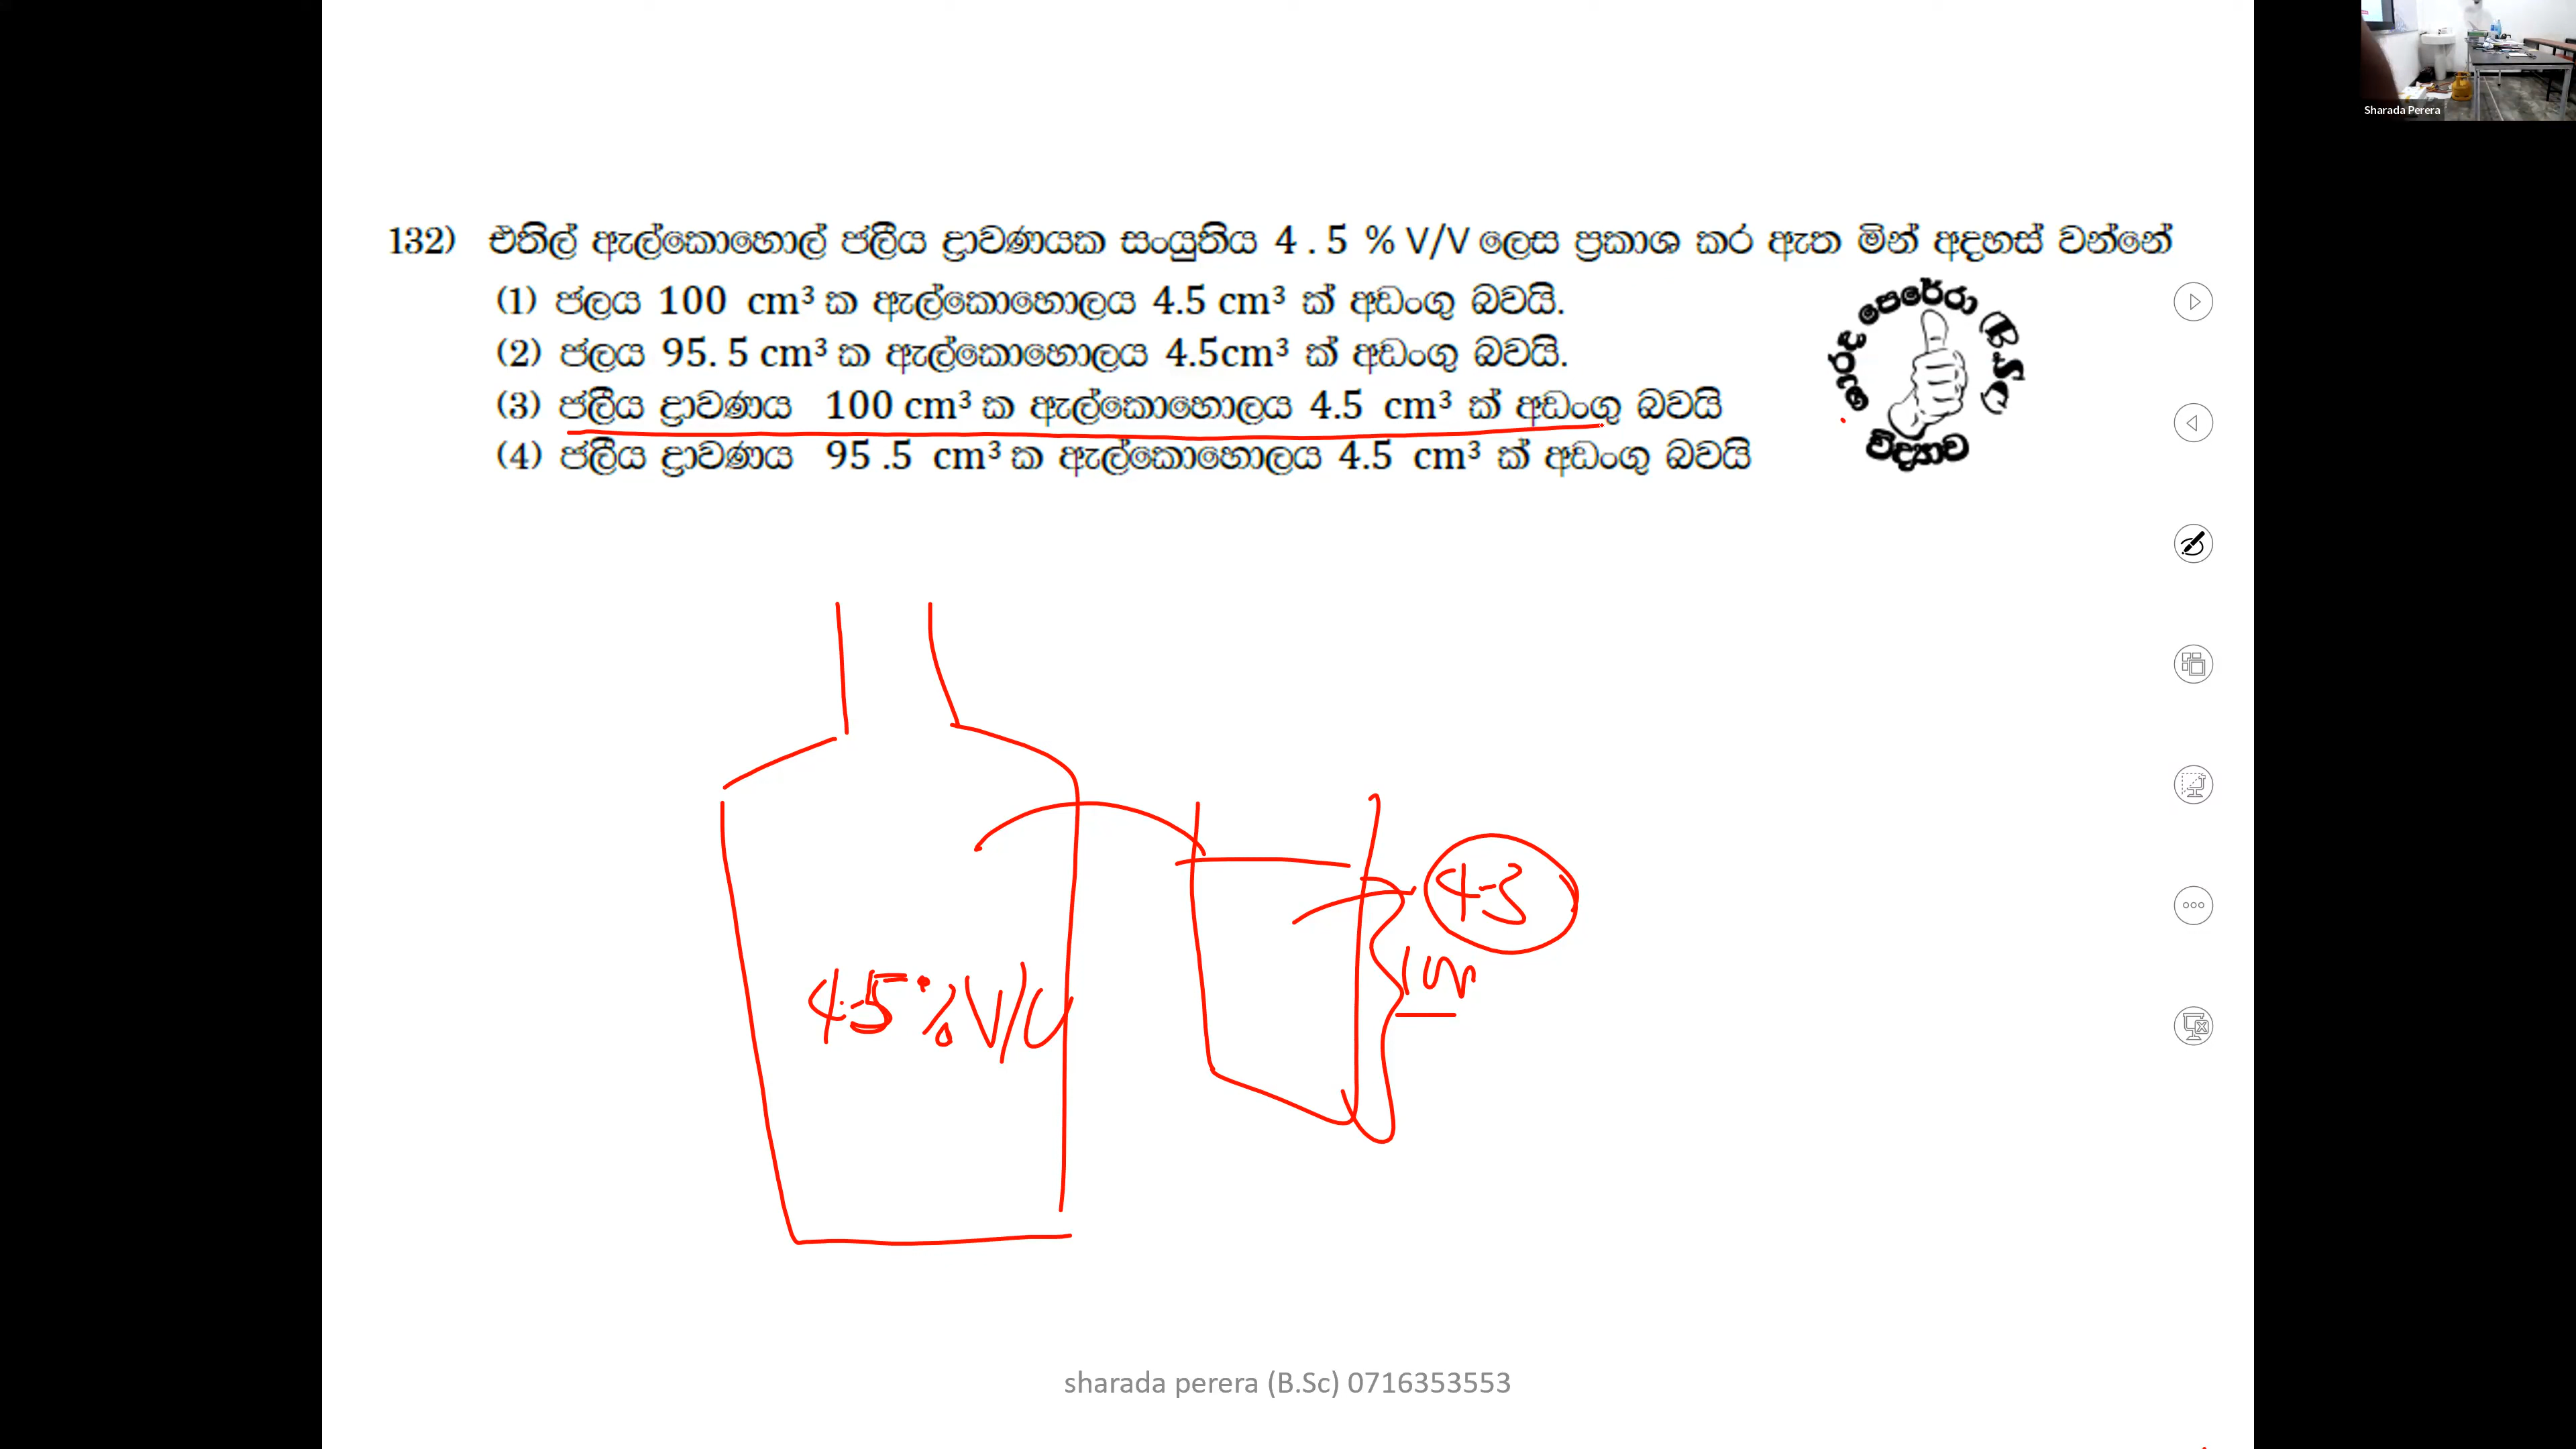 Sharada Perera
132) එතිල් ඇල්කොහොල් ජලීය ද්‍රාවණයක සංයුතිය 4 . 5 % V/V ලෙස ප්‍රකාශ කර ඇත මින් අදහස් වන්නේ
(1) ජලය 100 cm³ ක ඇල්කොහොලය 4.5 cm³ ක් අඩංගු බවයි.
(2) ජලය 95. 5 cm³ ක ඇල්කොහොලය 4.5cm³ ක් අඩංගු බවයි.
(3) ජලීය ද්‍රාවණය 100 cm³ ක ඇල්කොහොලය 4.5 cm³ ක් අඩංගු බවයි
(4) ජලීය ද්‍රාවණය 95 .5 cm³ ක ඇල්කොහොලය 4.5 cm³ ක් අඩංගු බවයි
පෙරේරා B.Sc
විද්‍යාව
4.5 % V/V
sharada perera (B.Sc) 0716353553